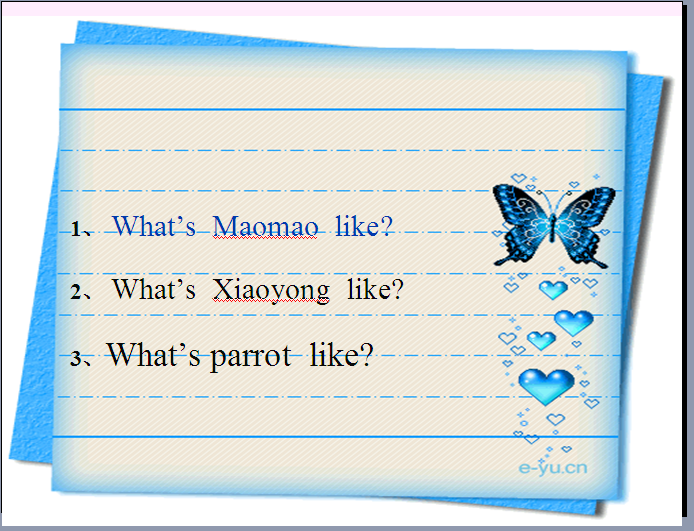 1、 What’s Maomao like?
2、 What’s Xiaoyong like?
3、What’s parrot like?
e-yu.cn